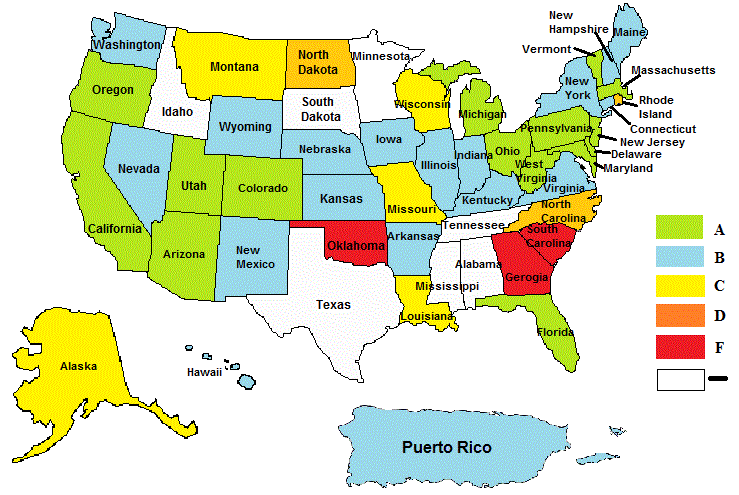 New
Hampshire
Maine
Washington
Vermont
Montana
North
Dakota
Minnesota
Massachusetts
Oregon
Idaho
South
Dakota
Wisconsin
Michigan
New
York
Rhode
Island
Connecticut
Wyoming
Iowa
Pennsylvania
New Jersey
Nebraska
Illinois
Indiana
Ohio
Delaware
Nevada
Utah
Colorado
West
Virginia
Maryland
Kansas
Missouri
Kentucky
Virginia
California
North
Carolina
Tennessee
Arizona
New
Mexico
Oklahoma
Arkansas
South
Carolina
A
Mississippi
Alabama
Gerogia
B
Texas
Louisiana
C
Florida
D
F
Alaska
Hawaii
Puerto Rico